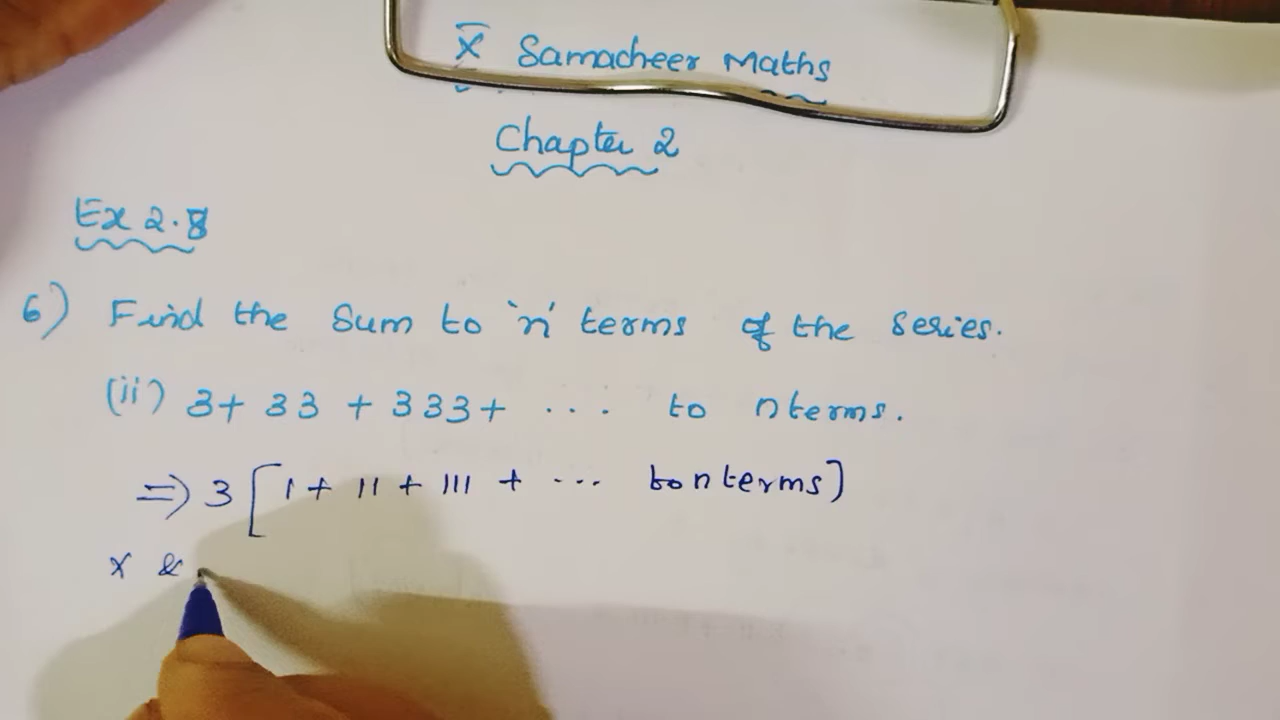 X Samacheer Maths
Chapter 2
Ex 2.8
6) Find the Sum to 'n' terms of the series.
(ii) 3+ 33 + 333+ ... to n terms.
⇒ 3 [1 + 11 + 111 + ... to n terms]
x &